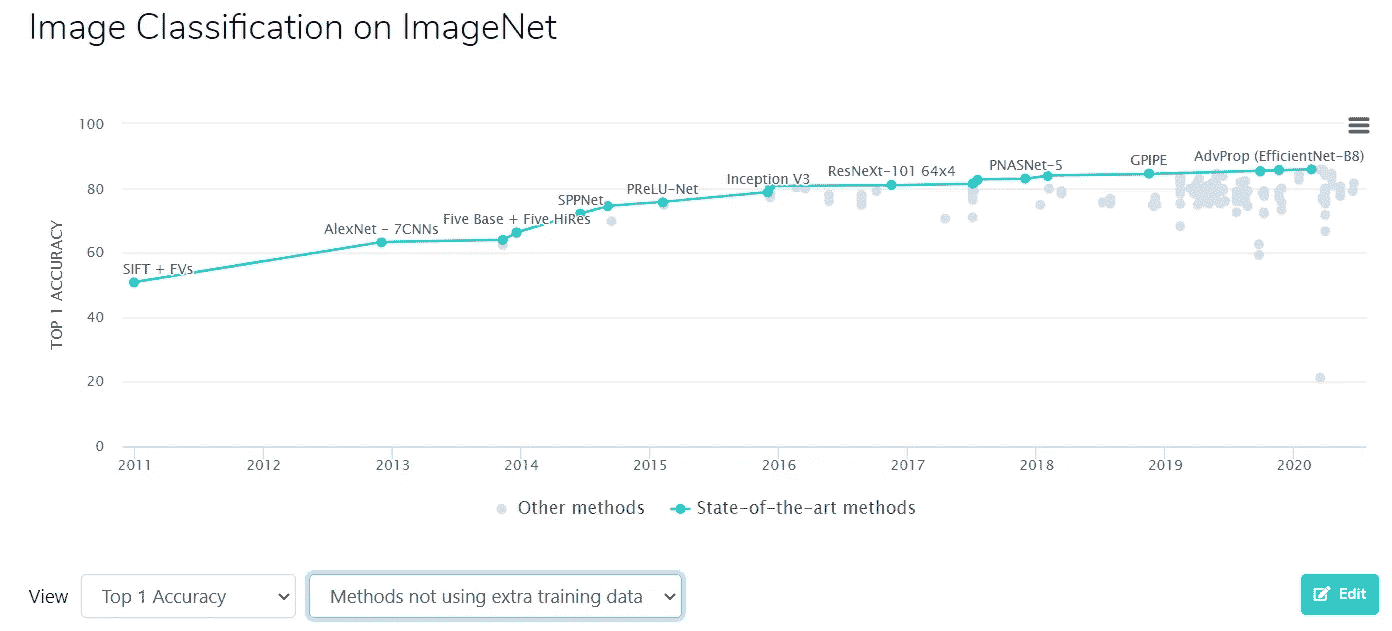 Image Classification on ImageNet
TOP 1 ACCURACY
100
80
60
40
20
0
SIFT + FVs
AlexNet - 7CNNs
Five Base + Five HiRes
SPPNet
PReLU-Net
Inception V3
ResNeXt-101 64x4
PNASNet-5
GPIPE
AdvProp (EfficientNet-B8)
2011 2012 2013 2014 2015 2016 2017 2018 2019 2020
Other methods State-of-the-art methods
View Top 1 Accuracy Methods not using extra training data Edit